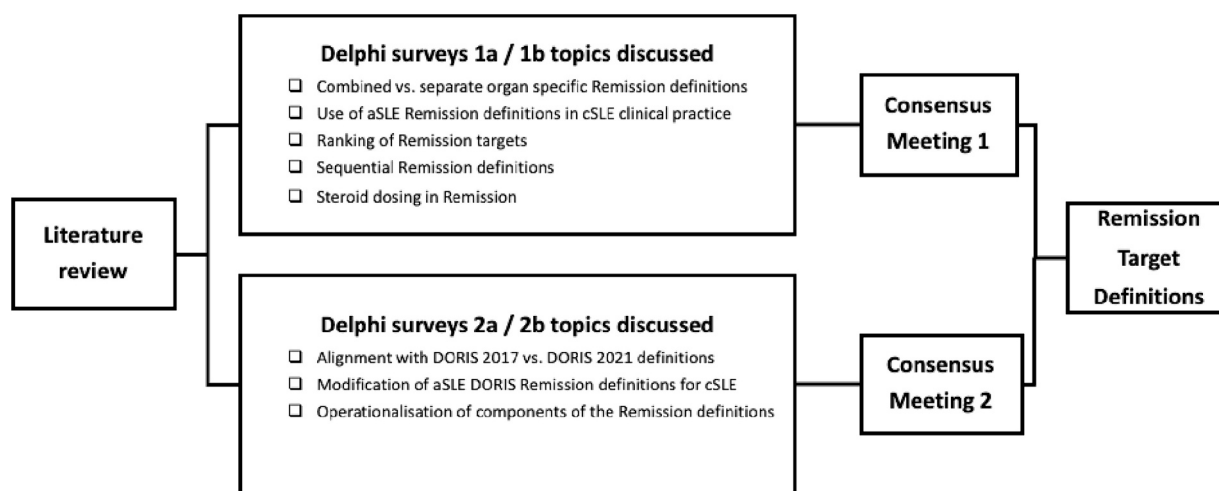 Literature
review
Delphi surveys 1a / 1b topics discussed
❑ Combined vs. separate organ specific Remission definitions
❑ Use of aSLE Remission definitions in cSLE clinical practice
❑ Ranking of Remission targets
❑ Sequential Remission definitions
❑ Steroid dosing in Remission
Consensus
Meeting 1
Delphi surveys 2a / 2b topics discussed
❑ Alignment with DORIS 2017 vs. DORIS 2021 definitions
❑ Modification of aSLE DORIS Remission definitions for cSLE
❑ Operationalisation of components of the Remission definitions
Consensus
Meeting 2
Remission
Target
Definitions